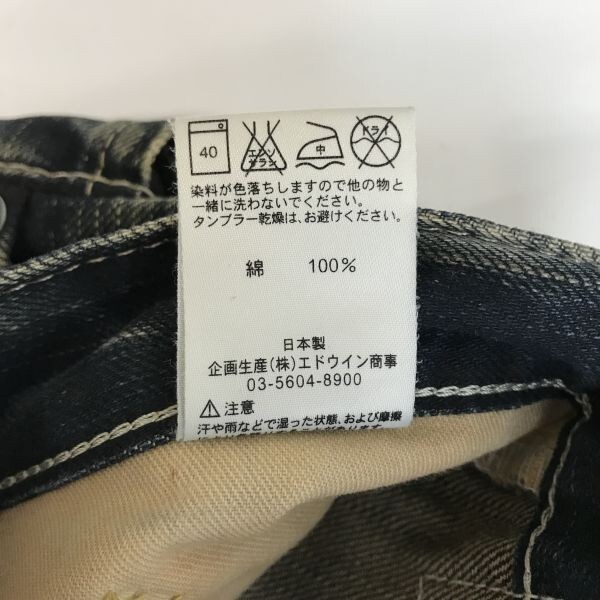 40 エンソ サラシ 中 ドライ
染料が色落ちしますので他の物と
一緒に洗わないでください。
タンブラー乾燥は、お避けください。
綿 100%
日本製
企画生産(株)エドウイン商事
03-5604-8900
⚠注意
汗や雨などで湿った状態、および摩擦